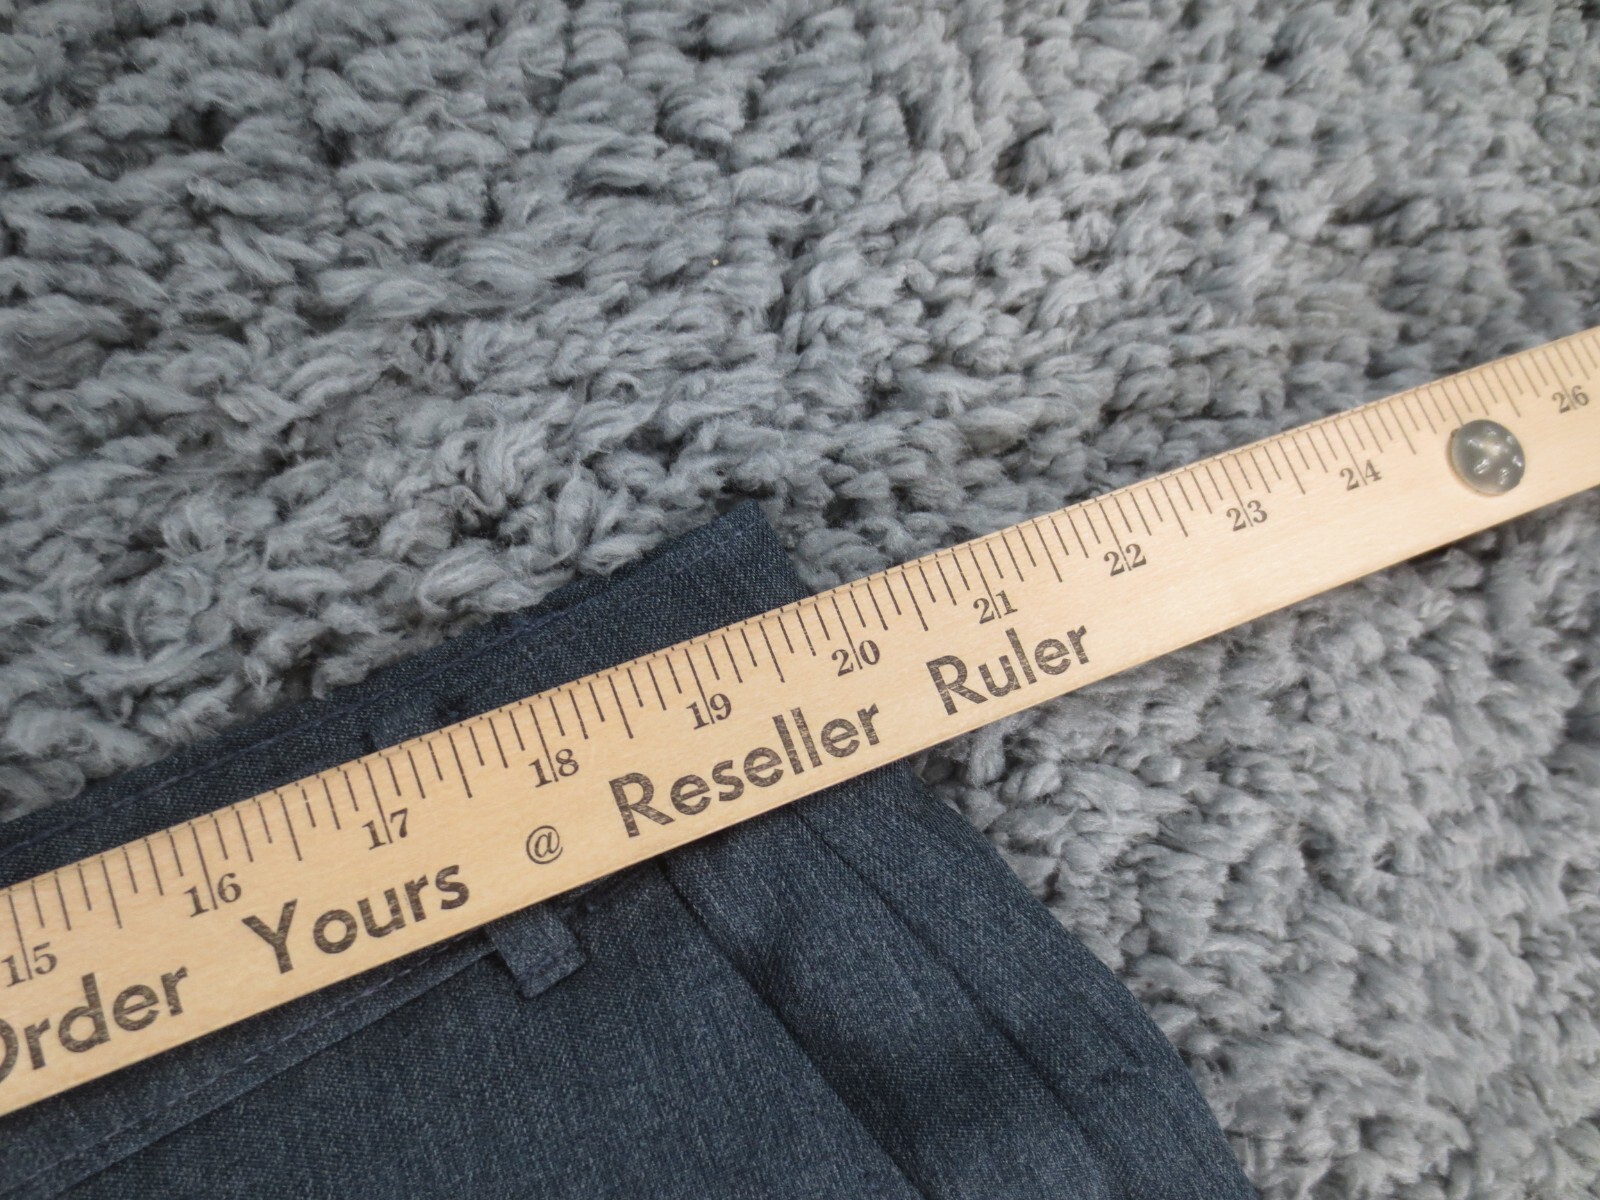 15 16 17 18 19 20 21 22 23 24 26
Order Yours @ Reseller Ruler